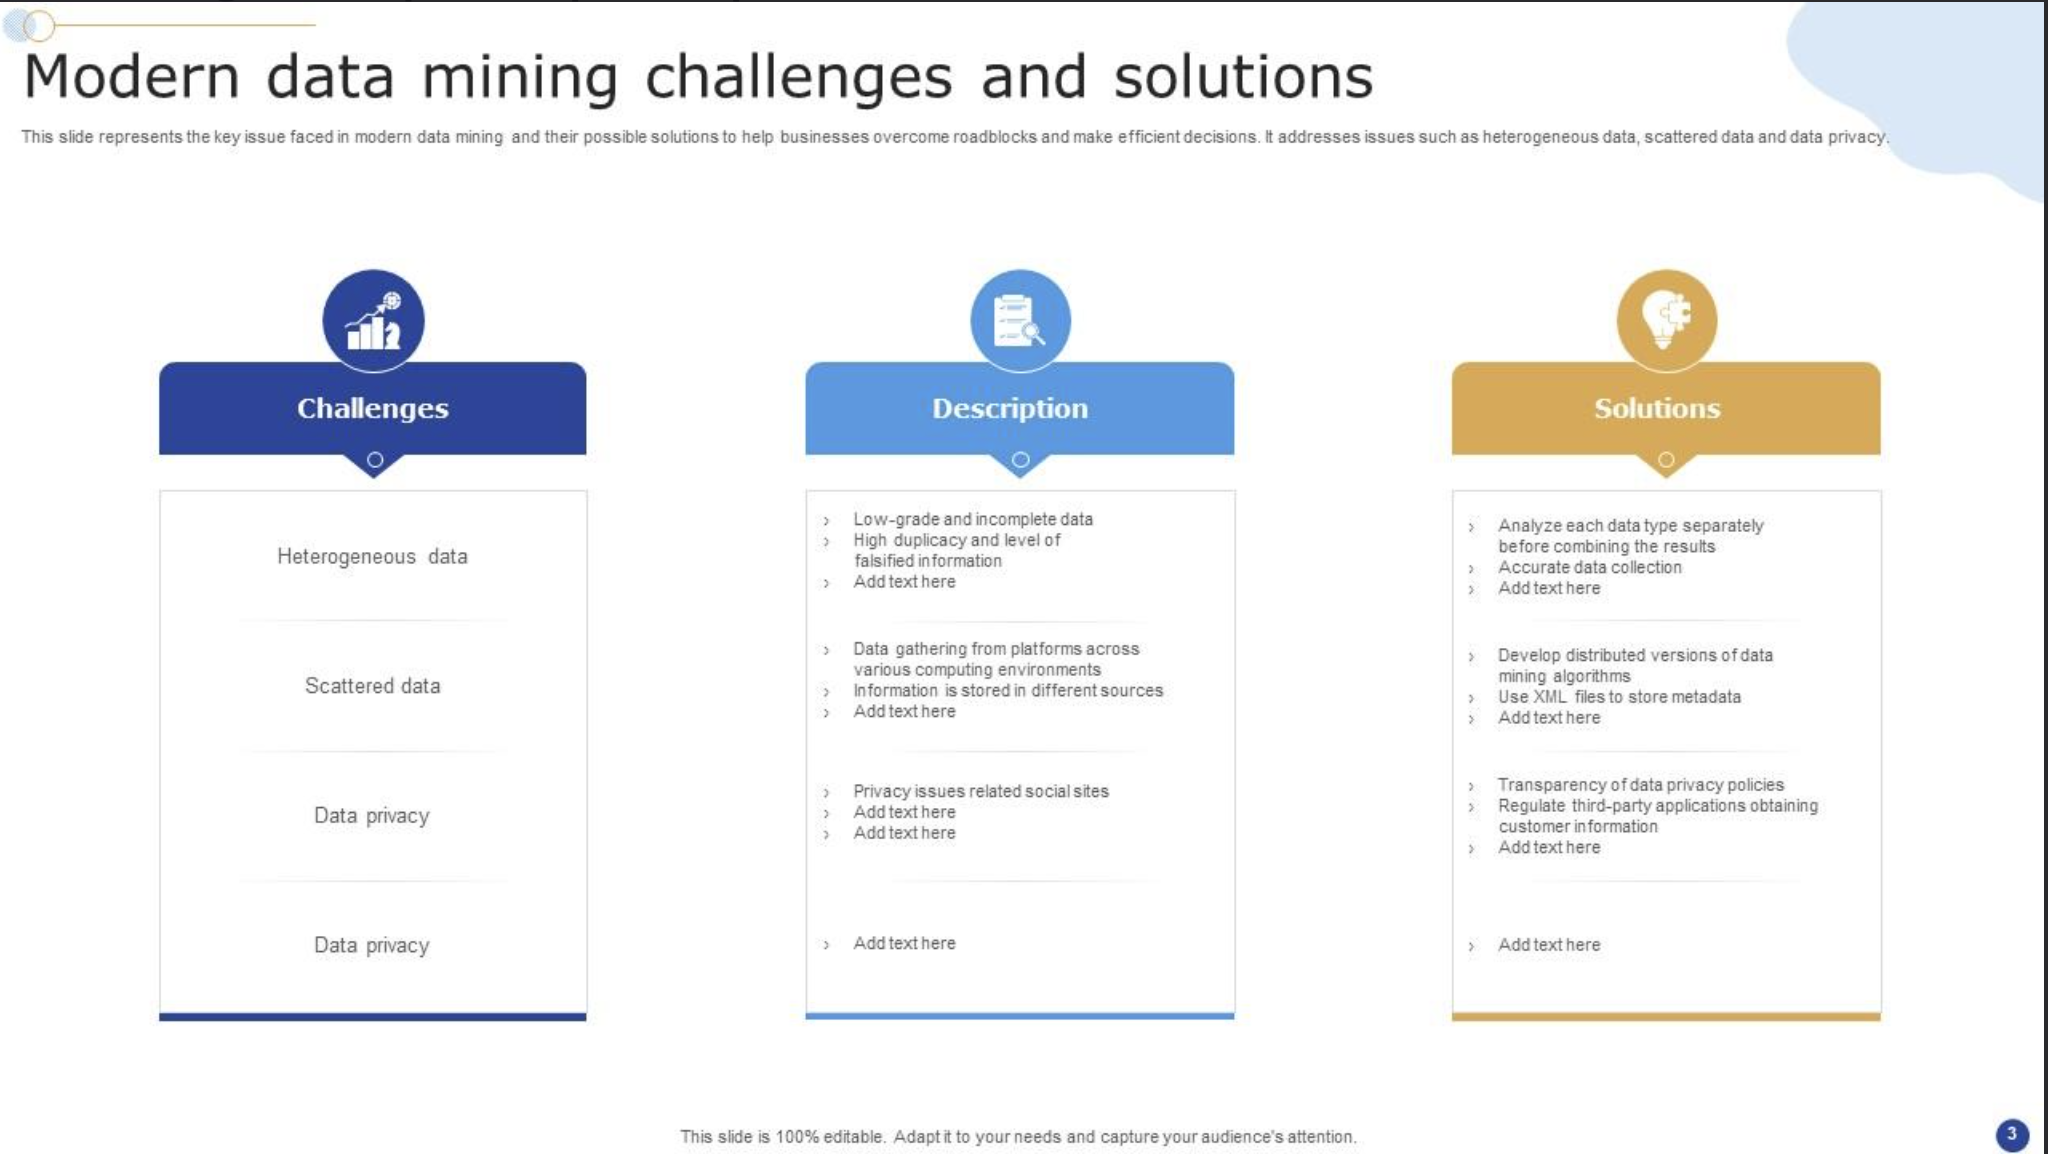 Modern data mining challenges and solutions
This slide represents the key issue faced in modern data mining and their possible solutions to help businesses overcome roadblocks and make efficient decisions. It addresses issues such as heterogeneous data, scattered data and data privacy.
Challenges
Heterogeneous data
Scattered data
Data privacy
Data privacy
Description
› Low-grade and incomplete data
› High duplicacy and level of
falsified information
› Add text here
› Data gathering from platforms across
various computing environments
› Information is stored in different sources
› Add text here
› Privacy issues related social sites
› Add text here
› Add text here
› Add text here
Solutions
› Analyze each data type separately
before combining the results
› Accurate data collection
› Add text here
› Develop distributed versions of data
mining algorithms
› Use XML files to store metadata
› Add text here
› Transparency of data privacy policies
› Regulate third-party applications obtaining
customer information
› Add text here
› Add text here
This slide is 100% editable. Adapt it to your needs and capture your audience's attention.
3